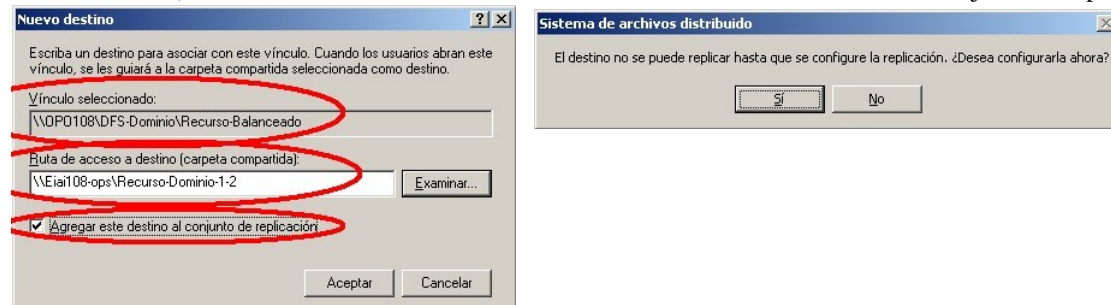 Nuevo destino
Escriba un destino para asociar con este vínculo. Cuando los usuarios abran este
vínculo, se les guiará a la carpeta compartida seleccionada como destino.
Vínculo seleccionado:
\\OPO108\DFS-Dominio\Recurso-Balanceado
Ruta de acceso a destino (carpeta compartida):
\\Eiai108-ops\Recurso-Dominio-1-2
Examinar...
Agregar este destino al conjunto de replicación
Aceptar
Cancelar
Sistema de archivos distribuido
El destino no se puede replicar hasta que se configure la replicación. ¿Desea configurarla ahora?
Sí
No